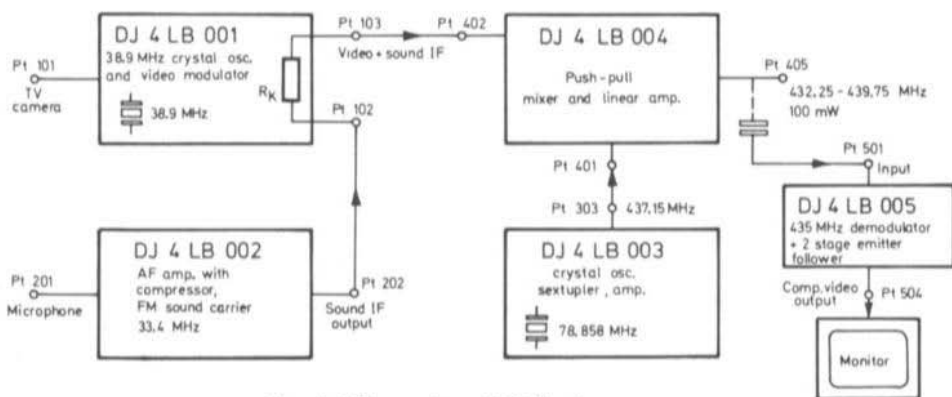 Pt 101
TV
camera
DJ 4 LB 001
38.9 MHz crystal osc.
and video modulator
38.9 MHz
RK
Pt 103
Video + sound IF
Pt 102
Pt 402
DJ 4 LB 004
Push-pull
mixer and linear amp.
Pt 405
432.25 - 439.75 MHz
100 mW
Pt 401
Pt 303
437.15 MHz
Pt 501
Input
DJ 4 LB 005
435 MHz demodulator
+ 2 stage emitter
follower
Comp. video
output
Pt 504
Monitor
Pt 201
Microphone
DJ 4 LB 002
AF amp. with
compressor,
FM sound carrier
33.4 MHz
Pt 202
Sound IF
output
DJ 4 LB 003
crystal osc.
sextupler, amp.
78.858 MHz